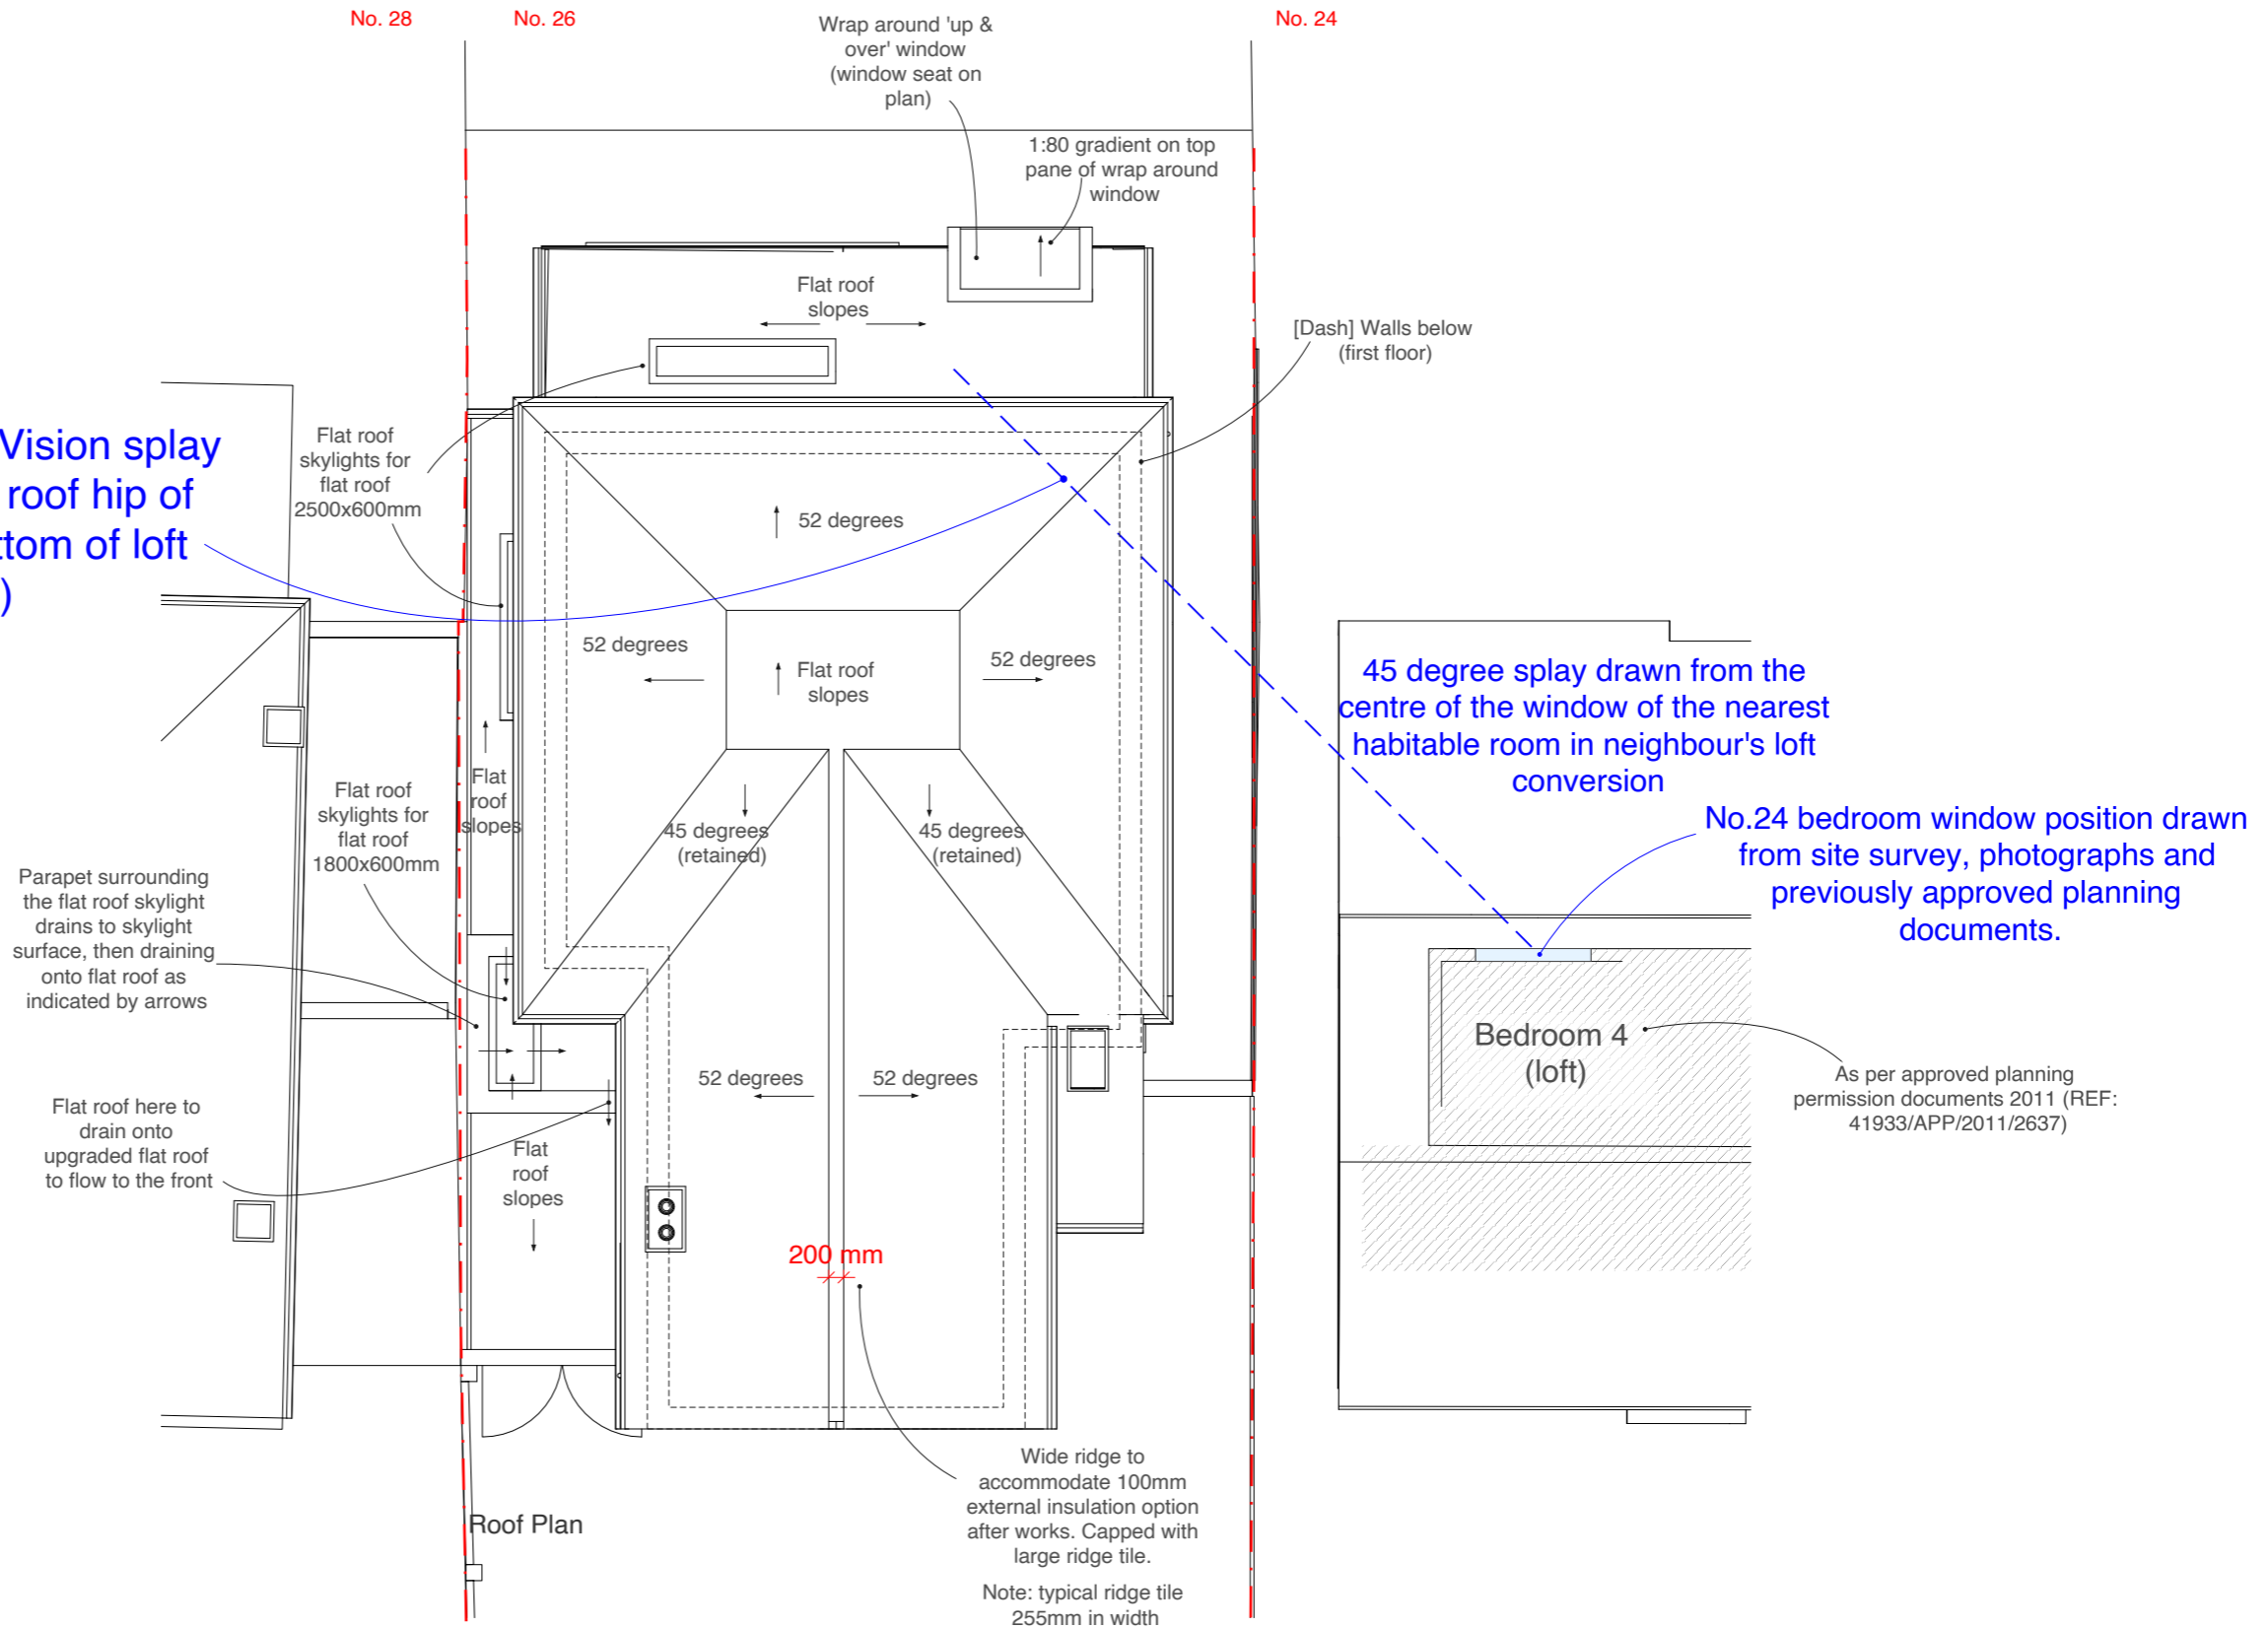 No. 28
No. 26
No. 24
Wrap around 'up &
over' window
(window seat on
plan)
1:80 gradient on top
pane of wrap around
window
Flat roof
slopes
[Dash] Walls below
(first floor)
Vision splay
roof hip of
ttom of loft
)
Flat roof
skylights for
flat roof
2500x600mm
52 degrees
52 degrees
Flat roof
slopes
52 degrees
45 degree splay drawn from the
centre of the window of the nearest
habitable room in neighbour's loft
conversion
No.24 bedroom window position drawn
from site survey, photographs and
previously approved planning
documents.
Flat
roof
slopes
Flat roof
skylights for
flat roof
1800x600mm
45 degrees
(retained)
45 degrees
(retained)
Parapet surrounding
the flat roof skylight
drains to skylight
surface, then draining
onto flat roof as
indicated by arrows
Bedroom 4
(loft)
As per approved planning
permission documents 2011 (REF:
41933/APP/2011/2637)
52 degrees
52 degrees
Flat roof here to
drain onto
upgraded flat roof
to flow to the front
Flat
roof
slopes
200 mm
Wide ridge to
accommodate 100mm
external insulation option
after works. Capped with
large ridge tile.
Note: typical ridge tile
255mm in width
Roof Plan